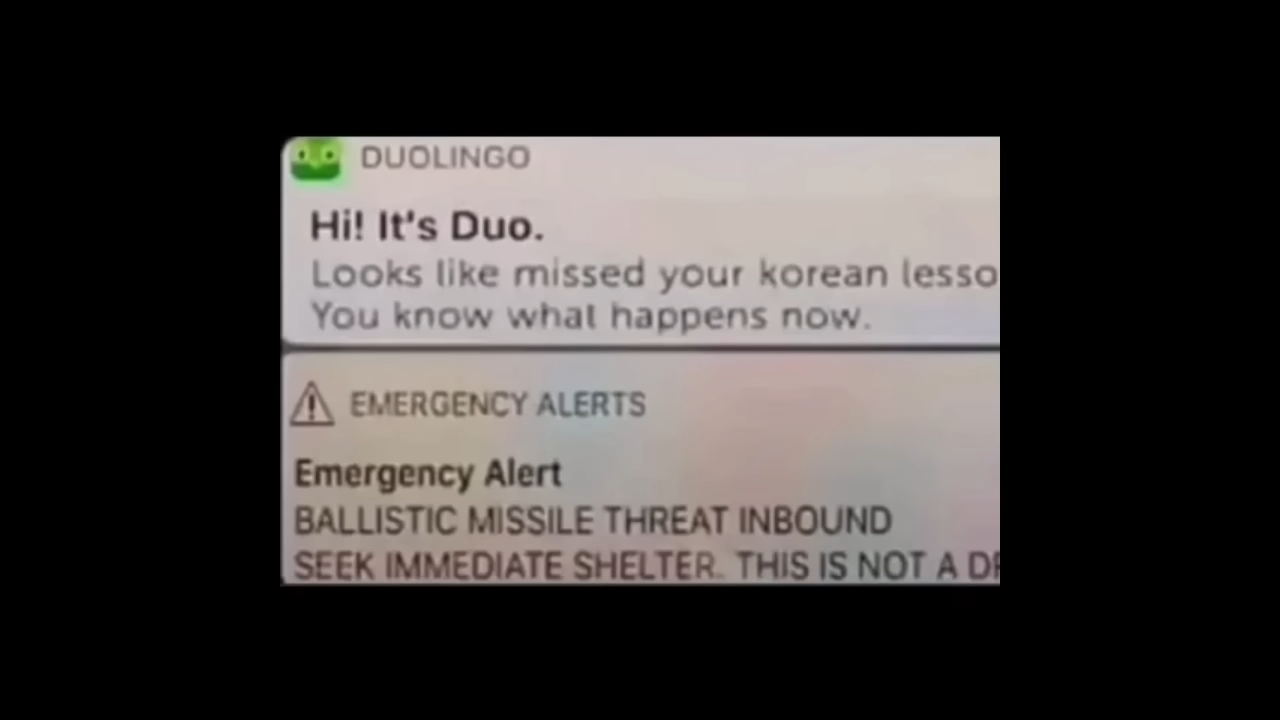 DUOLINGO
Hi! It's Duo.
Looks like missed your korean lesso
You know what happens now.
EMERGENCY ALERTS
Emergency Alert
BALLISTIC MISSILE THREAT INBOUND
SEEK IMMEDIATE SHELTER. THIS IS NOT A